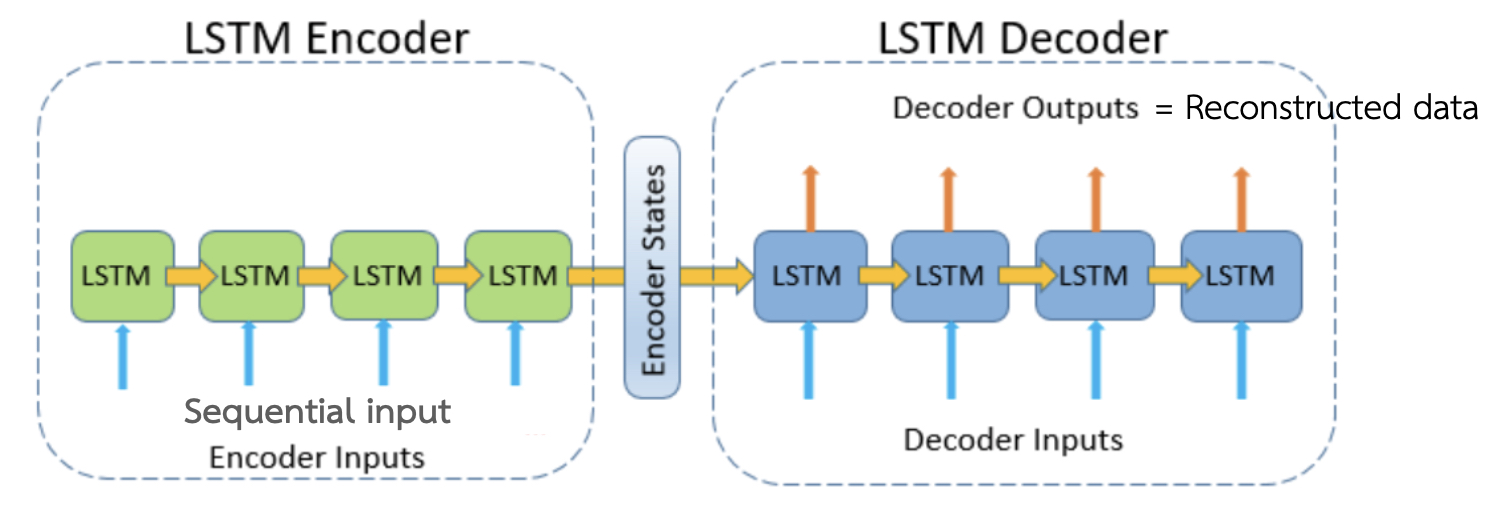 LSTM Encoder
LSTM
LSTM
LSTM
LSTM
Sequential input
Encoder Inputs
Encoder States
LSTM Decoder
Decoder Outputs = Reconstructed data
LSTM
LSTM
LSTM
LSTM
Decoder Inputs